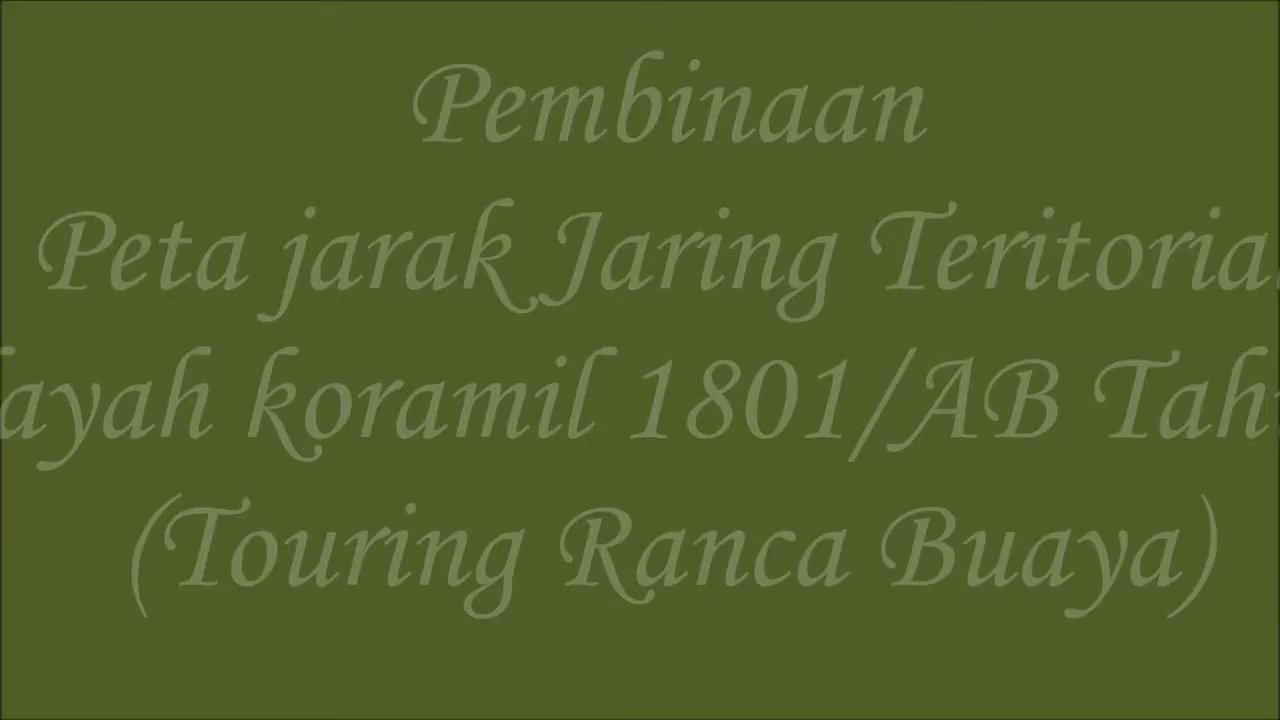 Pembinaan
Peta jarak Jaring Teritoria
ayah koramil 1801/AB Tah
(Touring Ranca Buaya)